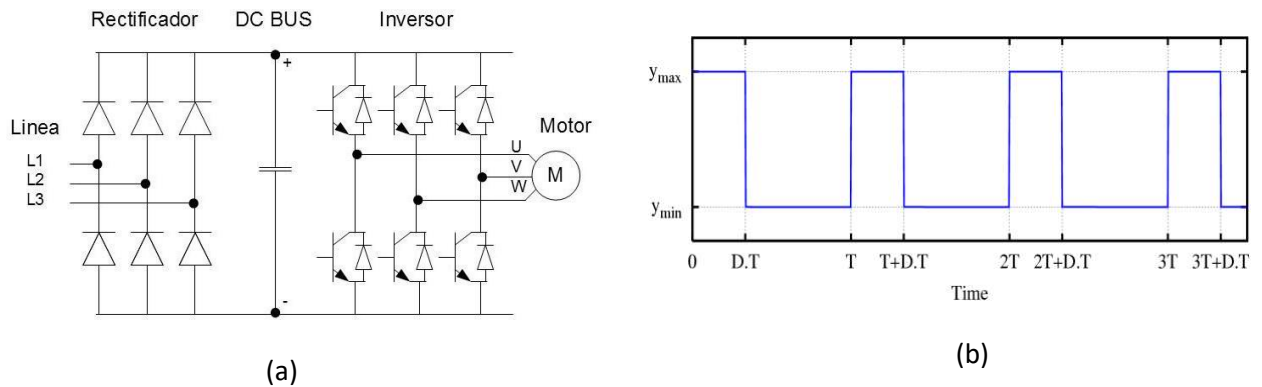 Rectificador DC BUS Inversor
+
Linea
L1
L2
L3
Motor
U
V
W
M
-
(a)
y_max
y_min
0 D.T T T+D.T 2T 2T+D.T 3T 3T+D.T
Time
(b)